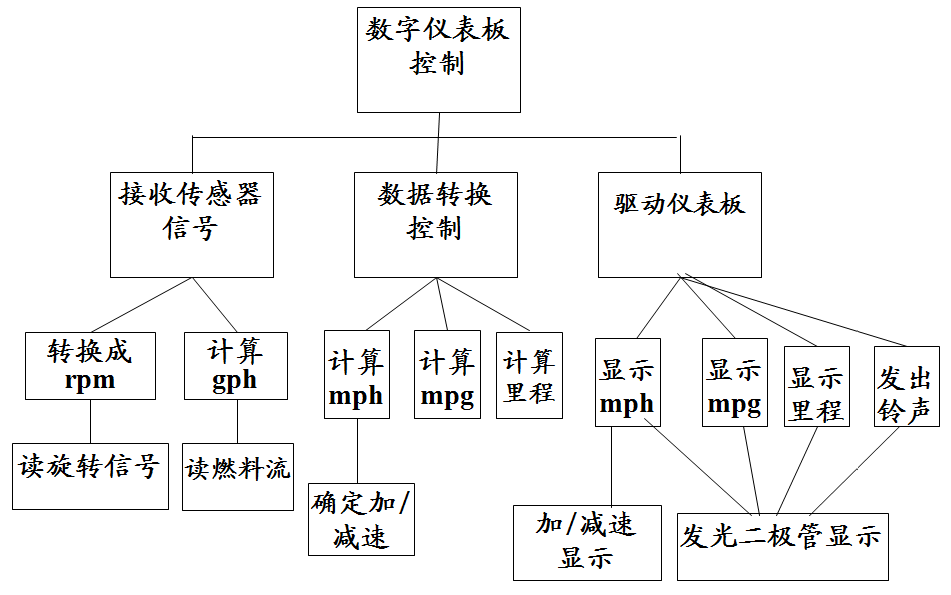 数字仪表板
控制
接收传感器
信号
数据转换
控制
驱动仪表板
转换成
rpm
计算
gph
计算
mph
计算
mpg
计算
里程
显示
mph
显示
mpg
显示
里程
发出
铃声
读旋转信号
读燃料流
确定加/
减速
加/减速
显示
发光二极管显示